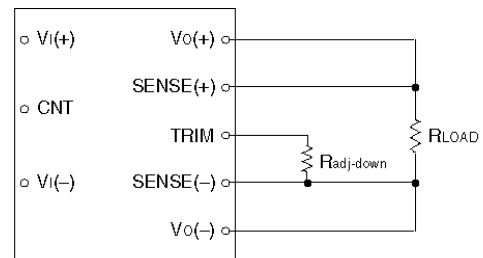 VI(+) VO(+)
SENSE(+)
CNT
TRIM
RLOAD
Radj-down
VI(−) SENSE(−)
VO(−)